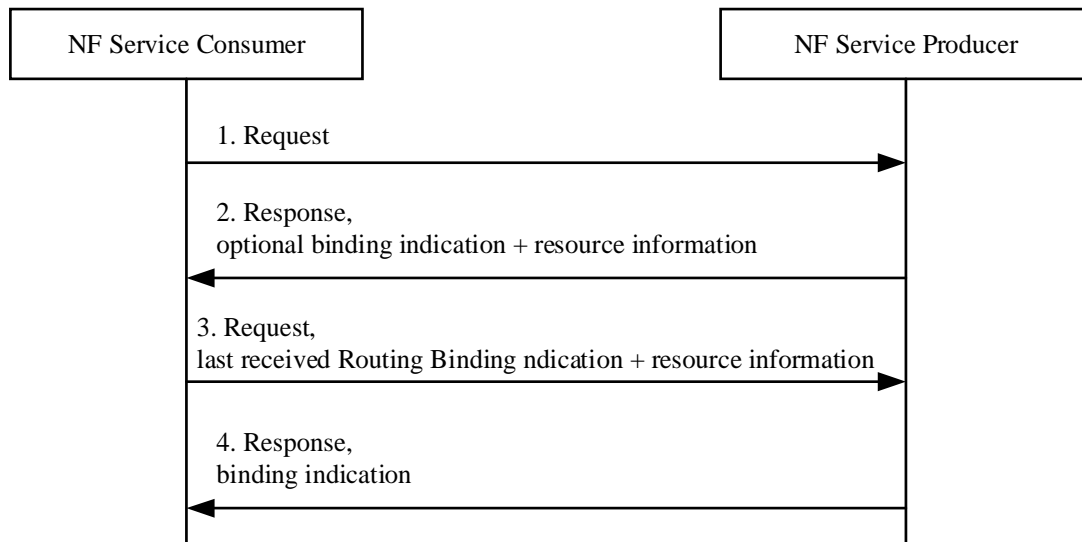 NF Service Consumer
NF Service Producer
1. Request
2. Response,
optional binding indication + resource information
3. Request,
last received Routing Binding ndication + resource information
4. Response,
binding indication